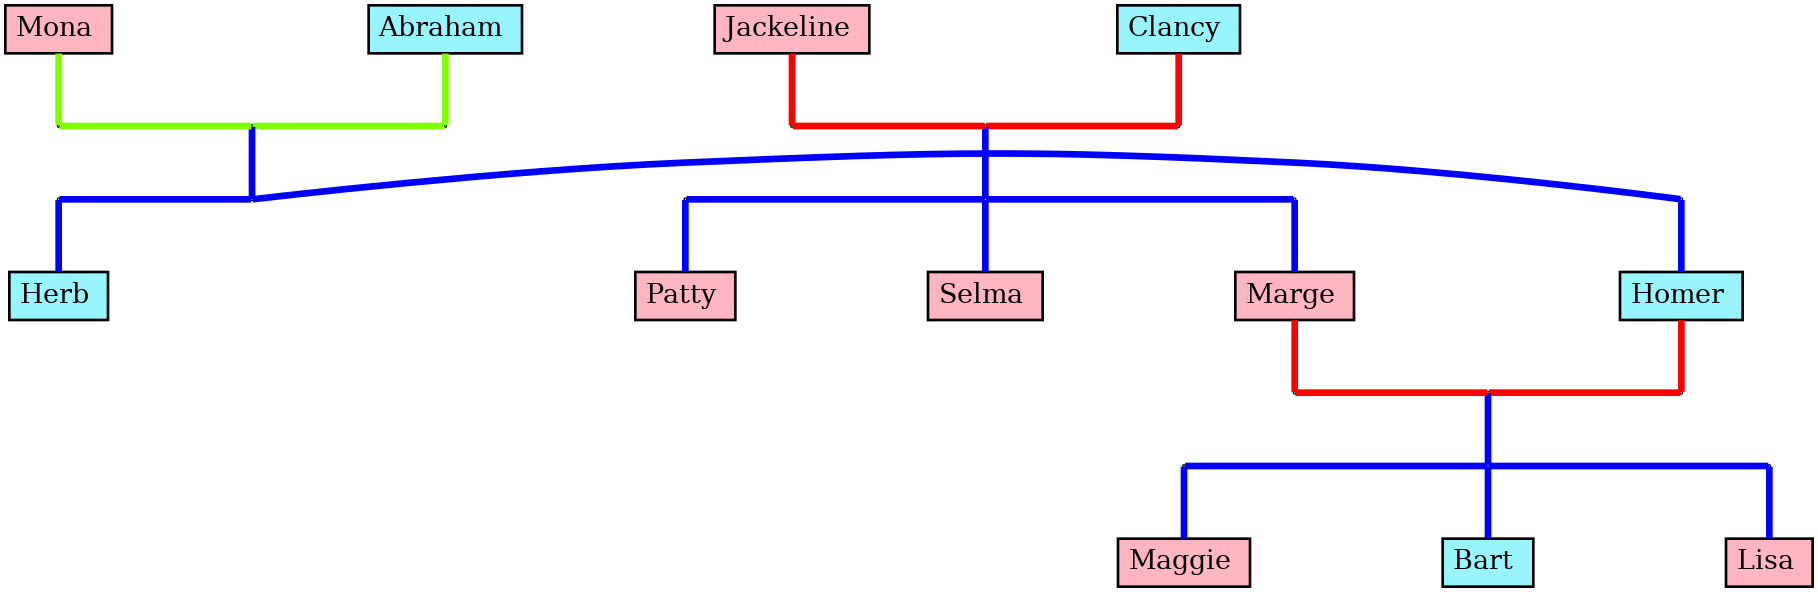 Mona
Abraham
Jackeline
Clancy
Herb
Patty
Selma
Marge
Homer
Maggie
Bart
Lisa